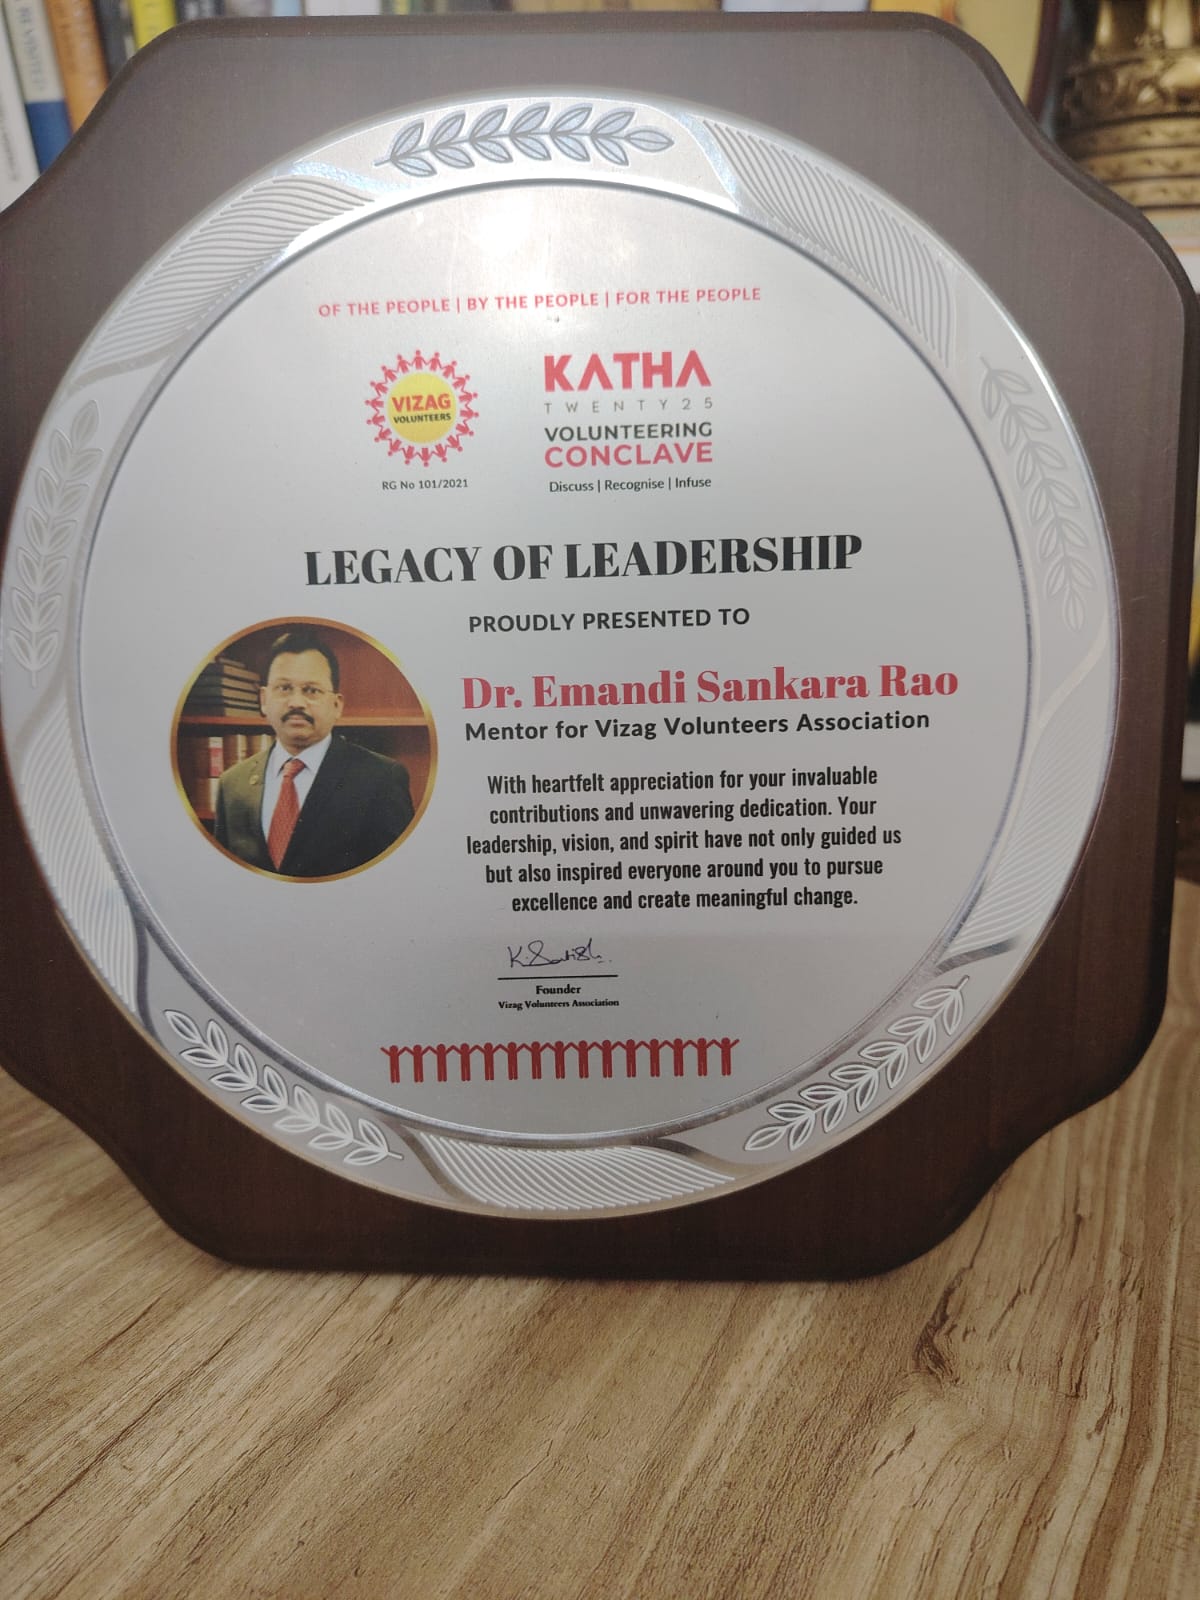 REVISITED
OF THE PEOPLE | BY THE PEOPLE | FOR THE PEOPLE
VIZAG
VOLUNTEERS
RG No 101/2021
KATHA
TWENTY25
VOLUNTEERING
CONCLAVE
Discuss | Recognise | Infuse
LEGACY OF LEADERSHIP
PROUDLY PRESENTED TO
Dr. Emandi Sankara Rao
Mentor for Vizag Volunteers Association
With heartfelt appreciation for your invaluable
contributions and unwavering dedication. Your
leadership, vision, and spirit have not only guided us
but also inspired everyone around you to pursue
excellence and create meaningful change.
K. Satish
Founder
Vizag Volunteers Association